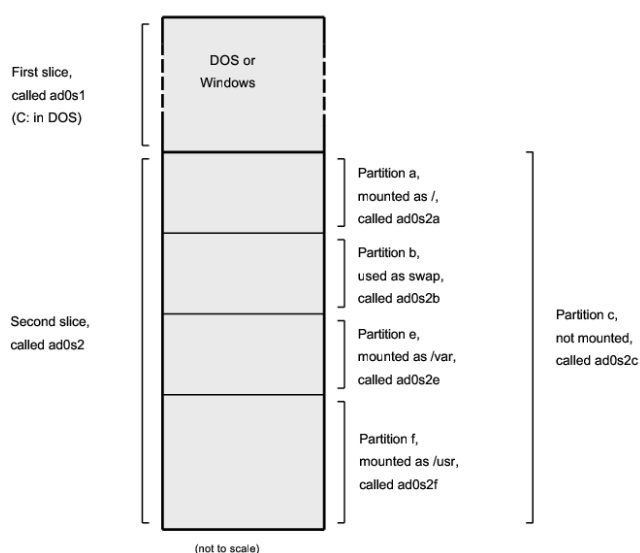 DOS or
Windows
First slice,
called ad0s1
(C: in DOS)
Partition a,
mounted as /,
called ad0s2a
Partition b,
used as swap,
called ad0s2b
Second slice,
called ad0s2
Partition e,
mounted as /var,
called ad0s2e
Partition c,
not mounted,
called ad0s2c
Partition f,
mounted as /usr,
called ad0s2f
(not to scale)